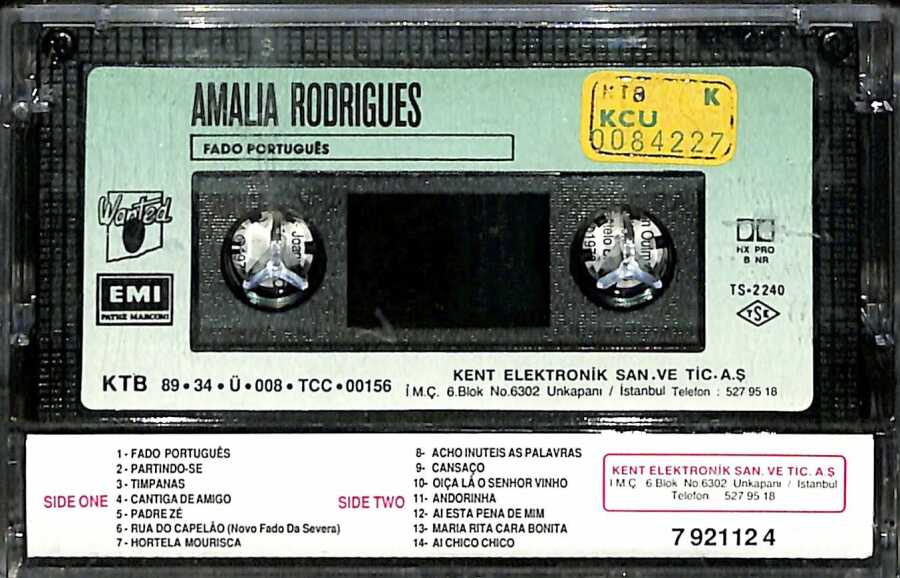 AMALIA RODRIGUES
FADO PORTUGUÊS
KTB K
KCU
0084227
Wanted
EMI
PATHE MARCONI
HX PRO
B NR
TS-2240
TSE
KTB 89•34•Ü•008•TCC•00156
KENT ELEKTRONİK SAN.VE TİC.A.Ş
İ M.Ç. 6.Blok No.6302 Unkapanı / İstanbul Telefon : 527 95 18
SIDE ONE
1 - FADO PORTUGUÊS
2 - PARTINDO-SE
3 - TIMPANAS
4 - CANTIGA DE AMIGO
5 - PADRE ZÉ
6 - RUA DO CAPELÃO (Novo Fado Da Severa)
7 - HORTELA MOURISCA
SIDE TWO
8- ACHO INUTEIS AS PALAVRAS
9- CANSAÇO
10- OIÇA LÁ O SENHOR VINHO
11- ANDORINHA
12- AI ESTA PENA DE MIM
13- MARIA RITA CARA BONITA
14- AI CHICO CHICO
KENT ELEKTRONİK SAN. VE TİC. A Ş
İ M Ç 6 Blok No 6302 Unkapanı / İstanbul
Telefon 527 95 18
7 92112 4